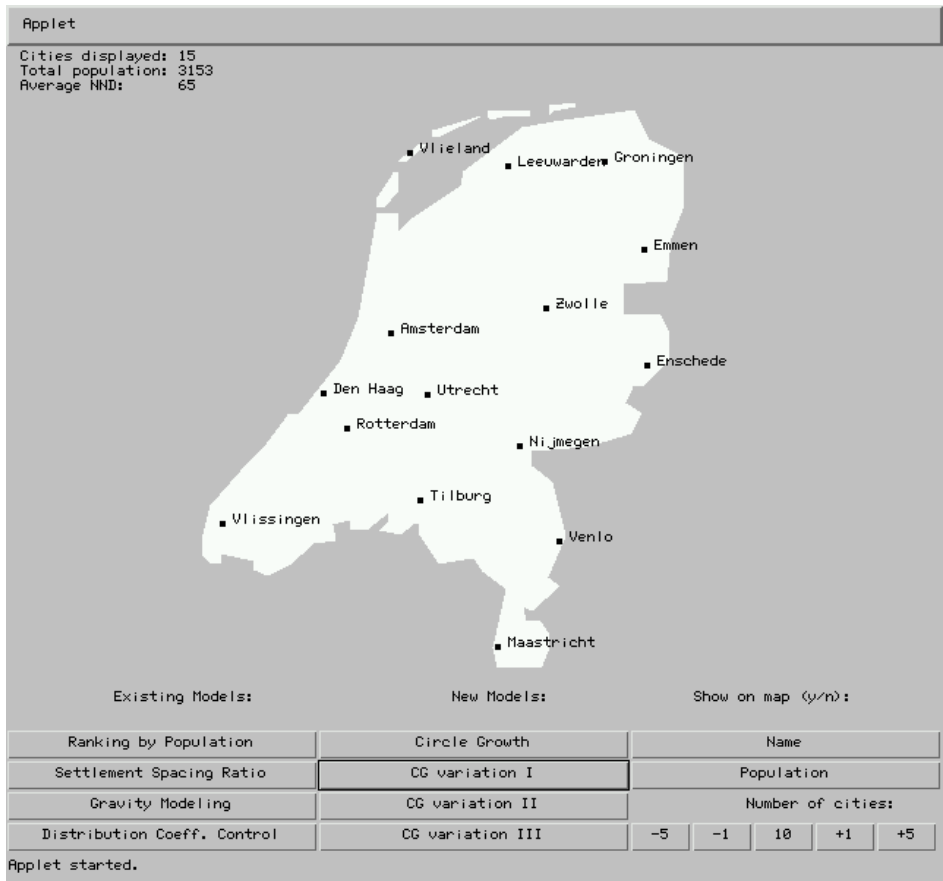 Applet
Cities displayed: 15
Total population: 3153
Average NND: 65
Vlieland
Leeuwarden
Groningen
Emmen
Zwolle
Amsterdam
Enschede
Den Haag
Utrecht
Rotterdam
Nijmegen
Tilburg
Vlissingen
Venlo
Maastricht
Existing Models: New Models: Show on map (y/n):
Ranking by Population Circle Growth Name
Settlement Spacing Ratio CG variation I Population
Gravity Modeling CG variation II Number of cities:
Distribution Coeff. Control CG variation III -5 -1 10 +1 +5
Applet started.